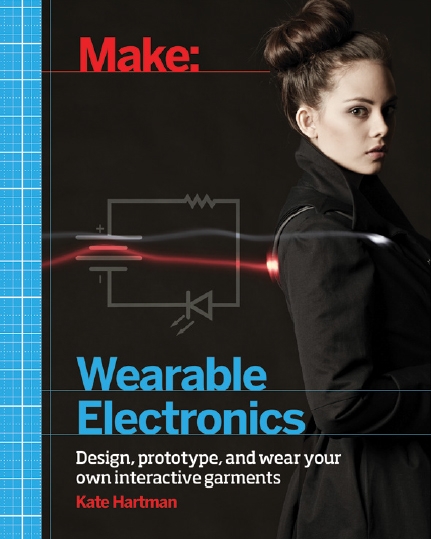 Make:
+
-
Wearable
Electronics
Design, prototype, and wear your
own interactive garments
Kate Hartman